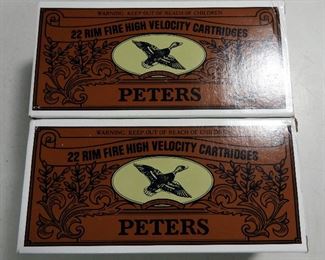 WARNING: KEEP OUT OF REACH OF CHILDREN
22 RIM FIRE HIGH VELOCITY CARTRIDGES
PETERS
WARNING: KEEP OUT OF REACH OF CHILDREN
22 RIM FIRE HIGH VELOCITY CARTRIDGES
PETERS